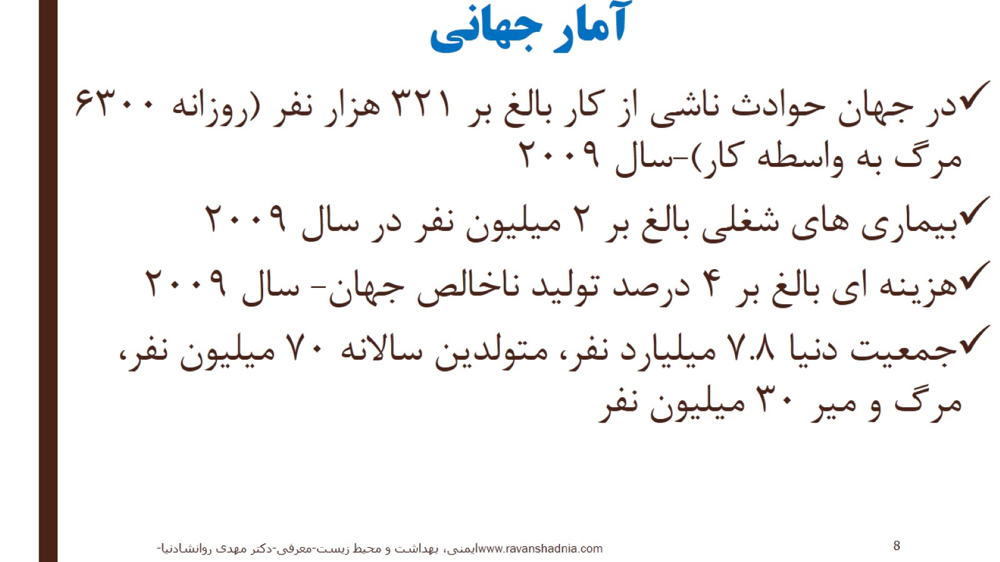 آمار جهانی
✓در جهان حوادث ناشی از کار بالغ بر ۳۲۱ هزار نفر (روزانه ۶۳۰۰
مرگ به واسطه کار)-سال ۲۰۰۹
✓بیماری های شغلی بالغ بر ۲ میلیون نفر در سال ۲۰۰۹
✓هزینه ای بالغ بر ۴ درصد تولید ناخالص جهان- سال ۲۰۰۹
✓جمعیت دنیا ۷.۸ میلیارد نفر، متولدین سالانه ۷۰ میلیون نفر،
مرگ و میر ۳۰ میلیون نفر
www.ravanshadnia.comایمنی، بهداشت و محیط زیست-معرفی-دکتر مهدی روانشادنیا-
8